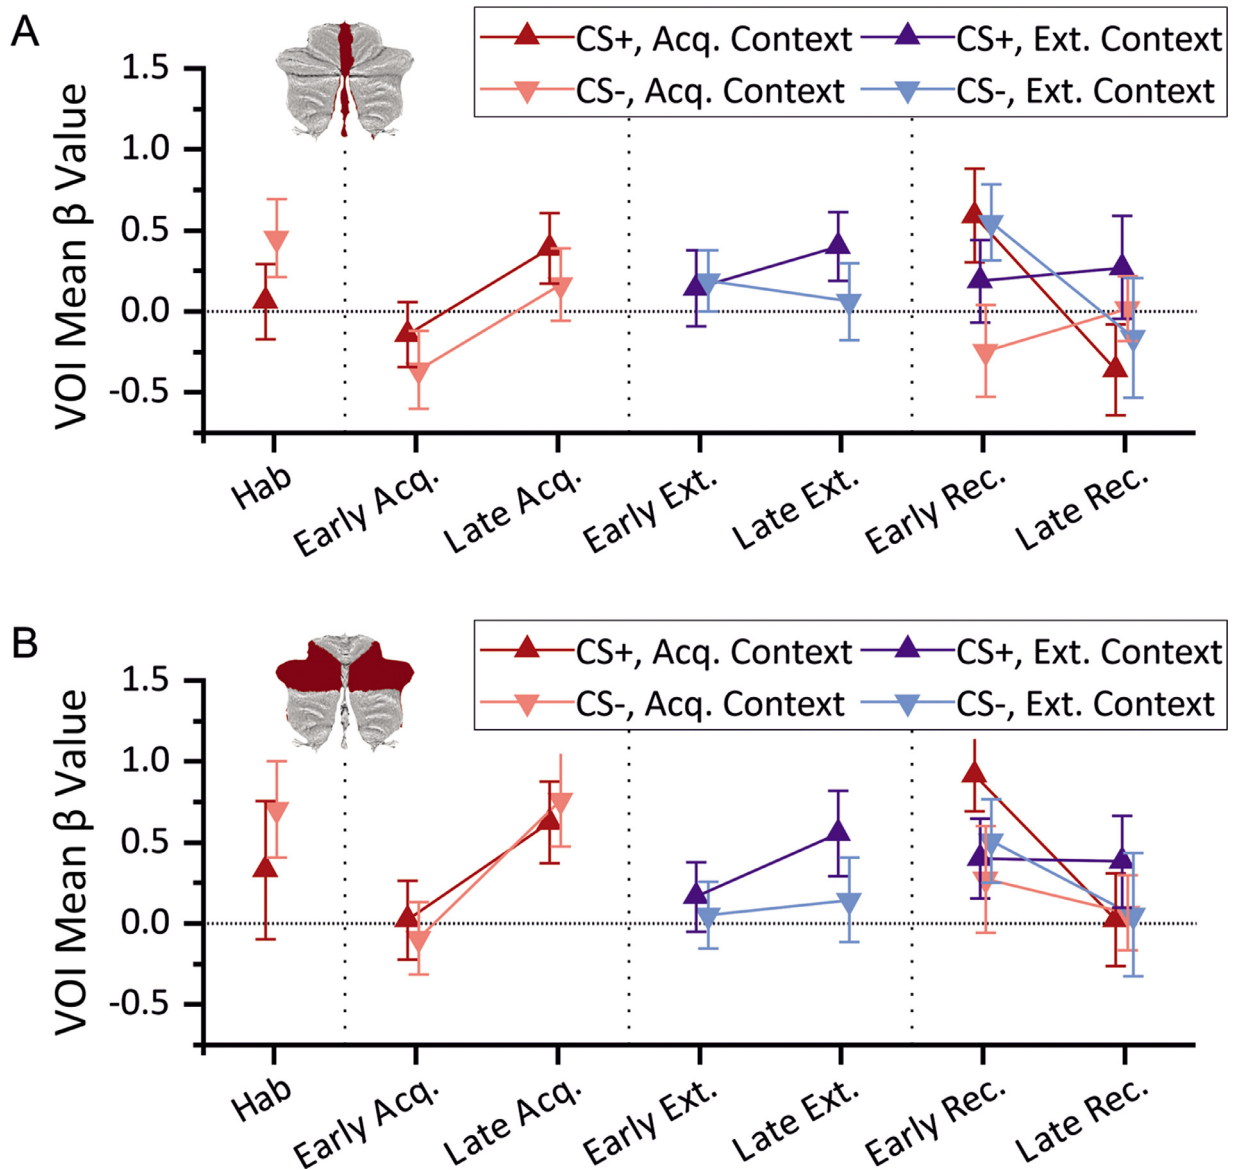 A
CS+, Acq. Context CS+, Ext. Context
CS-, Acq. Context CS-, Ext. Context
VOI Mean β Value
1.5
1.0
0.5
0.0
-0.5
Hab Early Acq. Late Acq. Early Ext. Late Ext. Early Rec. Late Rec.
B
CS+, Acq. Context CS+, Ext. Context
CS-, Acq. Context CS-, Ext. Context
VOI Mean β Value
1.5
1.0
0.5
0.0
-0.5
Hab Early Acq. Late Acq. Early Ext. Late Ext. Early Rec. Late Rec.